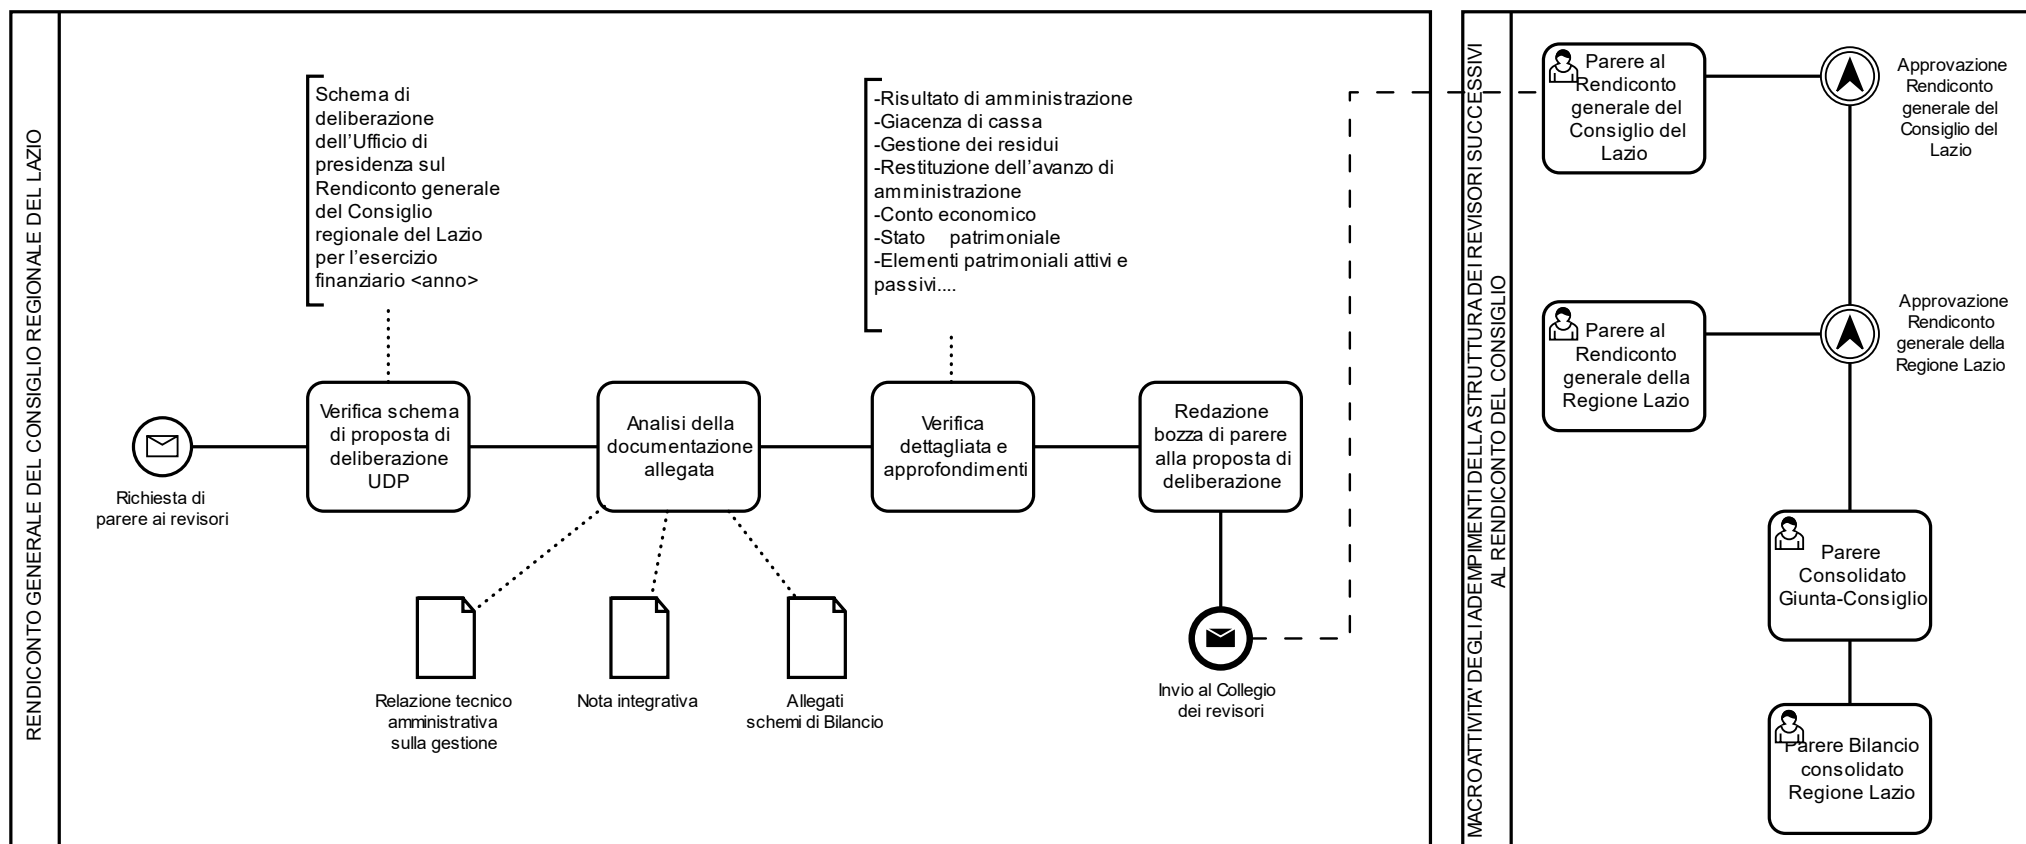 RENDICONTO GENERALE DEL CONSIGLIO REGIONALE DEL LAZIO
Schema di
deliberazione
dell’Ufficio di
presidenza sul
Rendiconto generale
del Consiglio
regionale del Lazio
per l’esercizio
finanziario <anno>
-Risultato di amministrazione
-Giacenza di cassa
-Gestione dei residui
-Restituzione dell’avanzo di
amministrazione
-Conto economico
-Stato patrimoniale
-Elementi patrimoniali attivi e
passivi....
Richiesta di
parere ai revisori
Verifica schema
di proposta di
deliberazione
UDP
Analisi della
documentazione
allegata
Verifica
dettagliata e
approfondimenti
Redazione
bozza di parere
alla proposta di
deliberazione
Relazione tecnico
amministrativa
sulla gestione
Nota integrativa
Allegati
schemi di Bilancio
Invio al Collegio
dei revisori
MACROATTIVITA' DEGLI ADEMPIMENTI DELLA STRUTTURA DEI REVISORI SUCCESSIVI
AL RENDICONTO DEL CONSIGLIO
Parere al
Rendiconto
generale del
Consiglio del
Lazio
Approvazione
Rendiconto
generale del
Consiglio del
Lazio
Parere al
Rendiconto
generale della
Regione Lazio
Approvazione
Rendiconto
generale della
Regione Lazio
Parere
Consolidato
Giunta-Consiglio
Parere Bilancio
consolidato
Regione Lazio